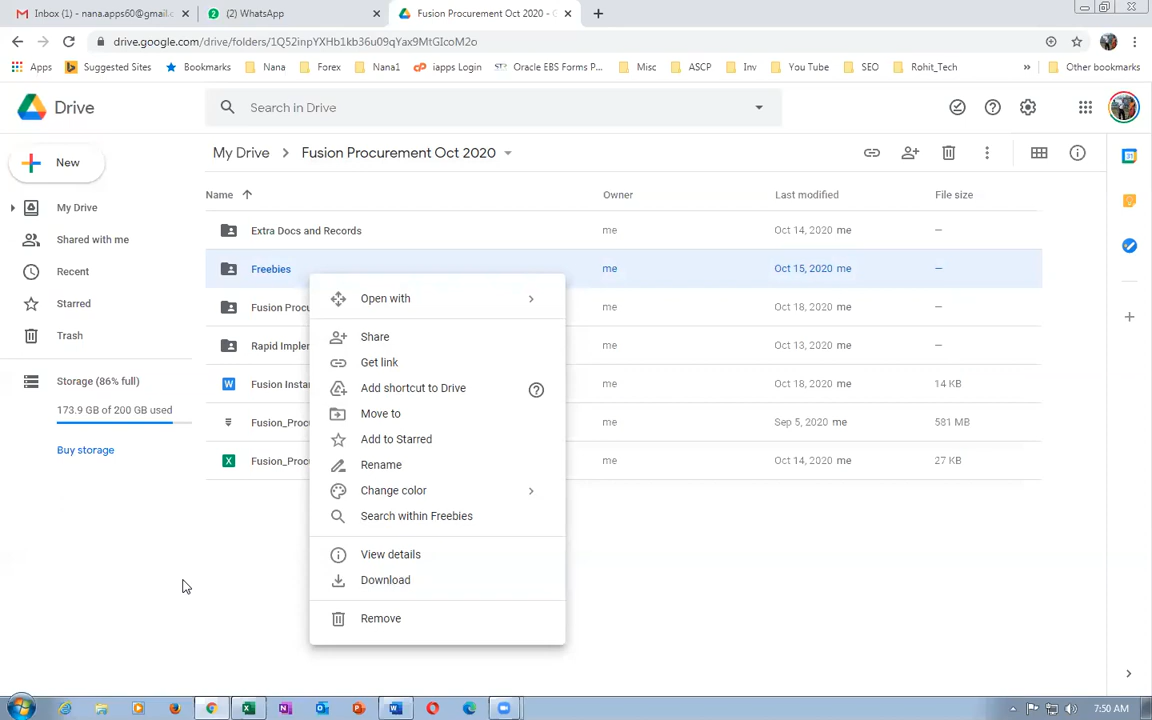 Inbox (1) - nana.apps60@gmail.c
(2) WhatsApp
Fusion Procurement Oct 2020 - G
drive.google.com/drive/folders/1Q52inpYXHb1kb36u09qYax9MtGIcoM2o
Apps
Suggested Sites
Bookmarks
Nana
Forex
Nana1
iapps Login
Oracle EBS Forms P...
Misc
ASCP
Inv
You Tube
SEO
Rohit_Tech
»
Other bookmarks
Drive
Search in Drive
New
My Drive
Shared with me
Recent
Starred
Trash
Storage (86% full)
173.9 GB of 200 GB used
Buy storage
My Drive > Fusion Procurement Oct 2020
Name Owner Last modified File size
Extra Docs and Records me Oct 14, 2020 me —
Freebies me Oct 15, 2020 me —
Fusion Procu me Oct 18, 2020 me —
Rapid Implen me Oct 13, 2020 me —
Fusion Instan me Oct 18, 2020 me 14 KB
Fusion_Procu me Sep 5, 2020 me 581 MB
Fusion_Procu me Oct 14, 2020 me 27 KB
Open with
Share
Get link
Add shortcut to Drive
Move to
Add to Starred
Rename
Change color
Search within Freebies
View details
Download
Remove
7:50 AM